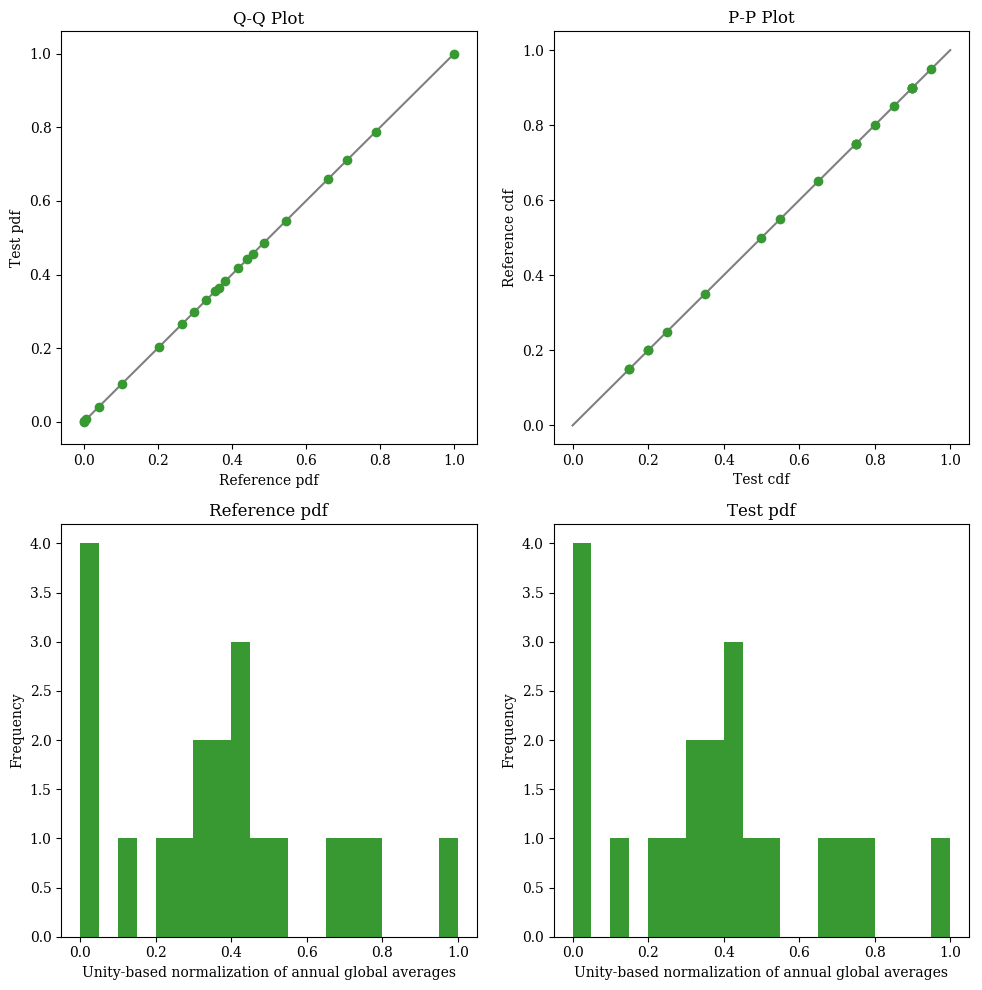 Q-Q Plot
1.0
0.8
0.6
0.4
0.2
0.0
Test pdf
0.0 0.2 0.4 0.6 0.8 1.0
Reference pdf
P-P Plot
1.0
0.8
0.6
0.4
0.2
0.0
Reference cdf
0.0 0.2 0.4 0.6 0.8 1.0
Test cdf
Reference pdf
4.0
3.5
3.0
2.5
2.0
1.5
1.0
0.5
0.0
Frequency
0.0 0.2 0.4 0.6 0.8 1.0
Unity-based normalization of annual global averages
Test pdf
4.0
3.5
3.0
2.5
2.0
1.5
1.0
0.5
0.0
Frequency
0.0 0.2 0.4 0.6 0.8 1.0
Unity-based normalization of annual global averages